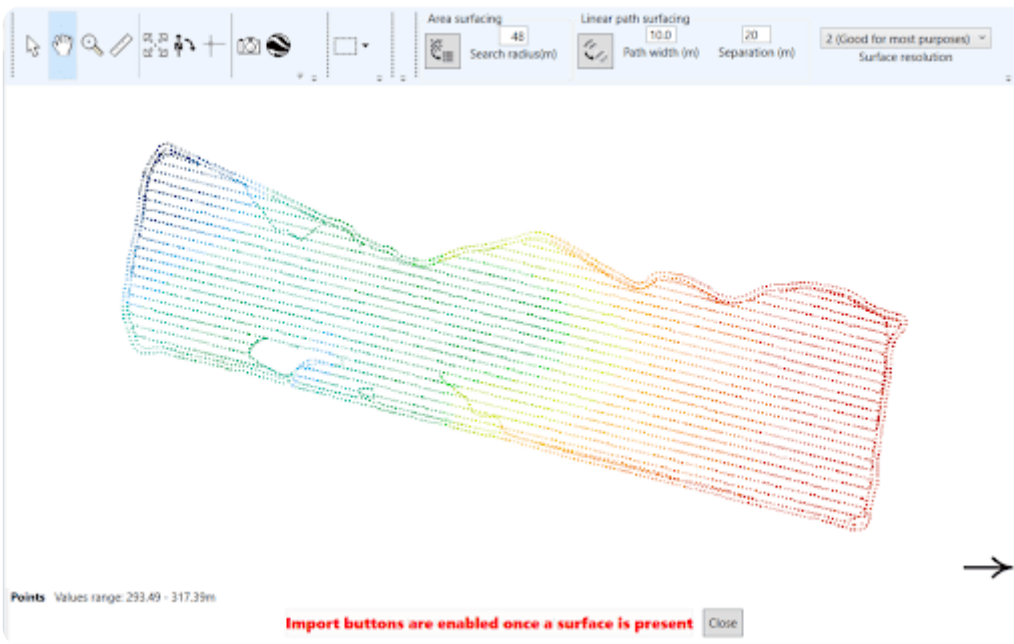 Area surfacing
48
Search radius(m)
Linear path surfacing
10.0
Path width (m)
20
Separation (m)
2 (Good for most purposes)
Surface resolution
Points Values range: 293.49 - 317.39m
Import buttons are enabled once a surface is present
Close